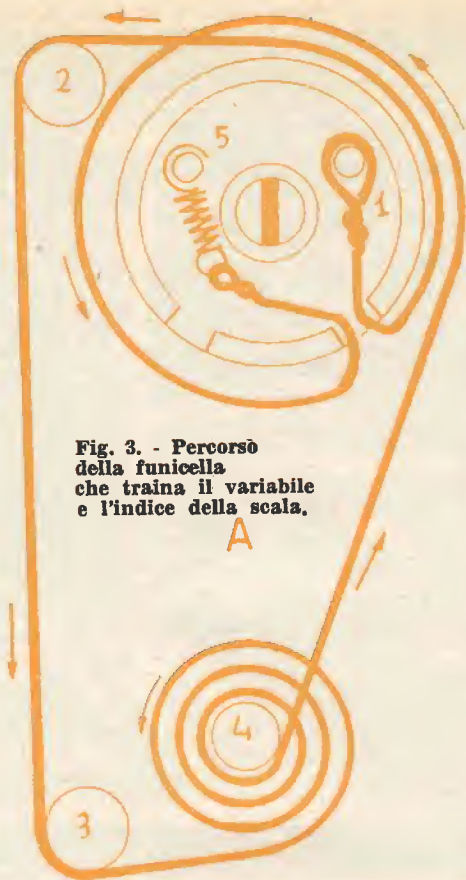 2
5
1
Fig. 3. - Percorso
della funicella
che traina il variabile
e l'indice della scala.
A
4
3